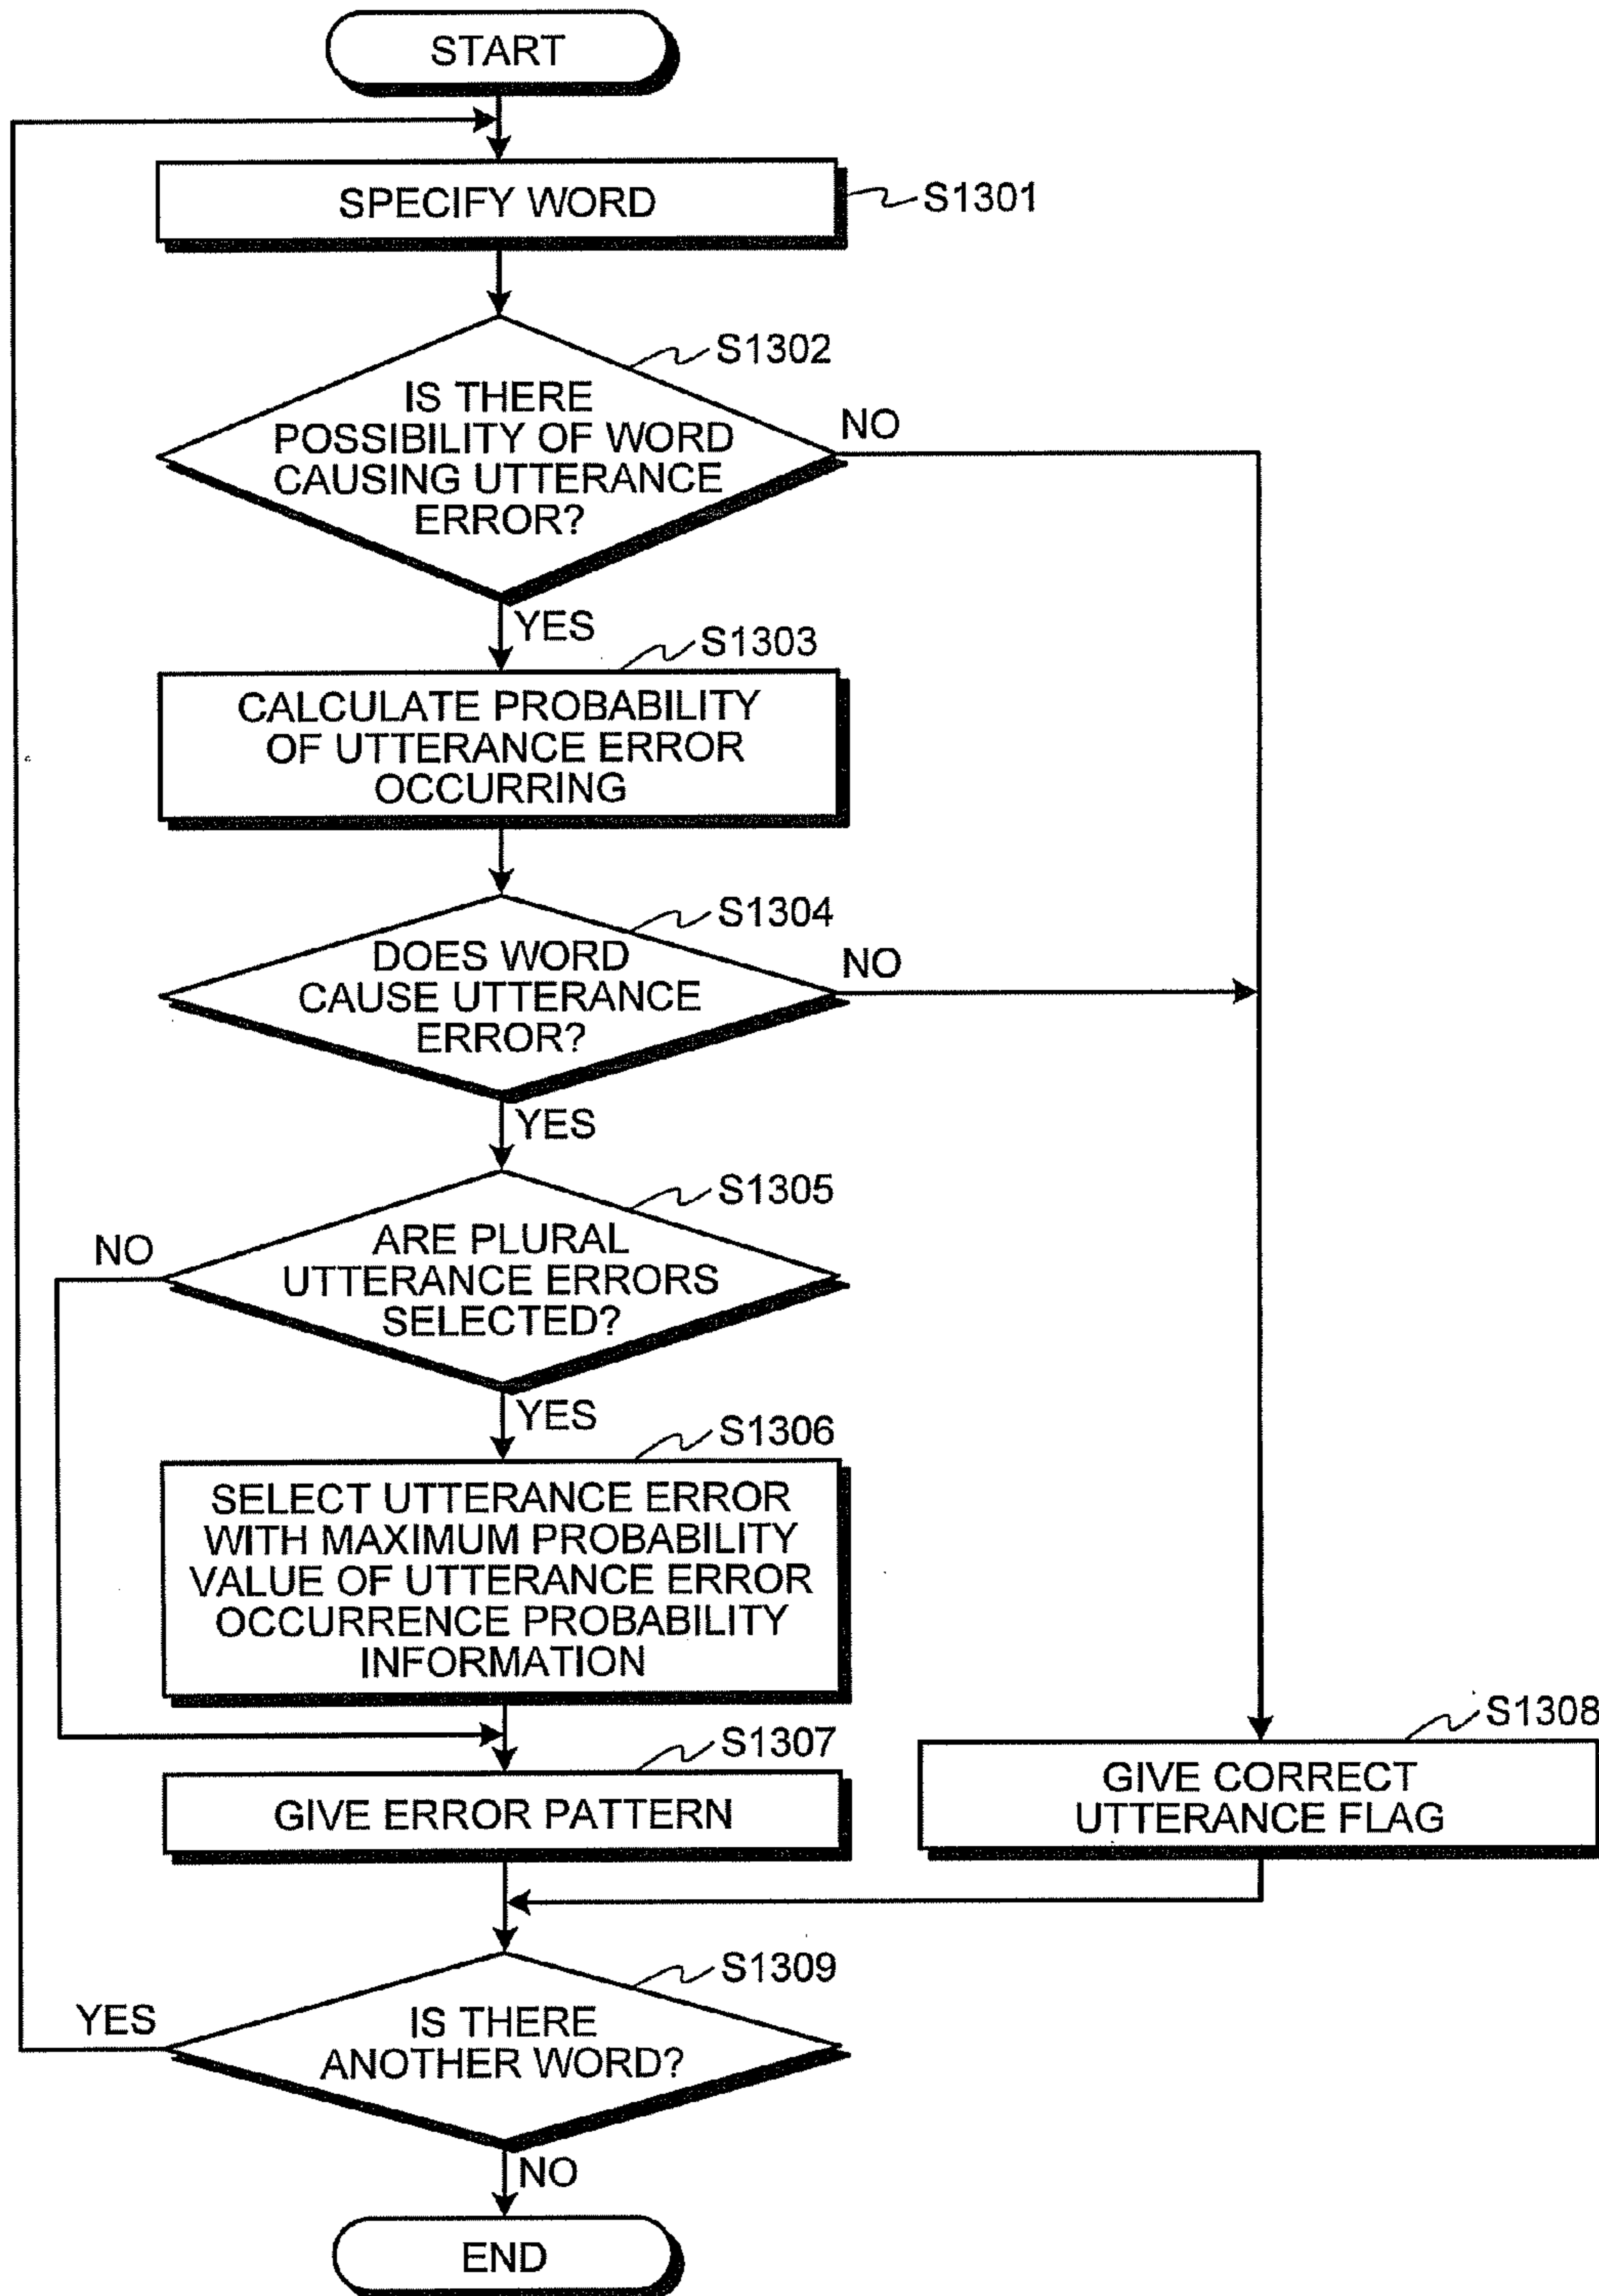 START
SPECIFY WORD
S1301
S1302
IS THERE
POSSIBILITY OF WORD
CAUSING UTTERANCE
ERROR?
NO
YES
S1303
CALCULATE PROBABILITY
OF UTTERANCE ERROR
OCCURRING
S1304
DOES WORD
CAUSE UTTERANCE
ERROR?
NO
YES
S1305
ARE PLURAL
UTTERANCE ERRORS
SELECTED?
NO
YES
S1306
SELECT UTTERANCE ERROR
WITH MAXIMUM PROBABILITY
VALUE OF UTTERANCE ERROR
OCCURRENCE PROBABILITY
INFORMATION
S1307
GIVE ERROR PATTERN
S1308
GIVE CORRECT
UTTERANCE FLAG
S1309
IS THERE
ANOTHER WORD?
YES
NO
END